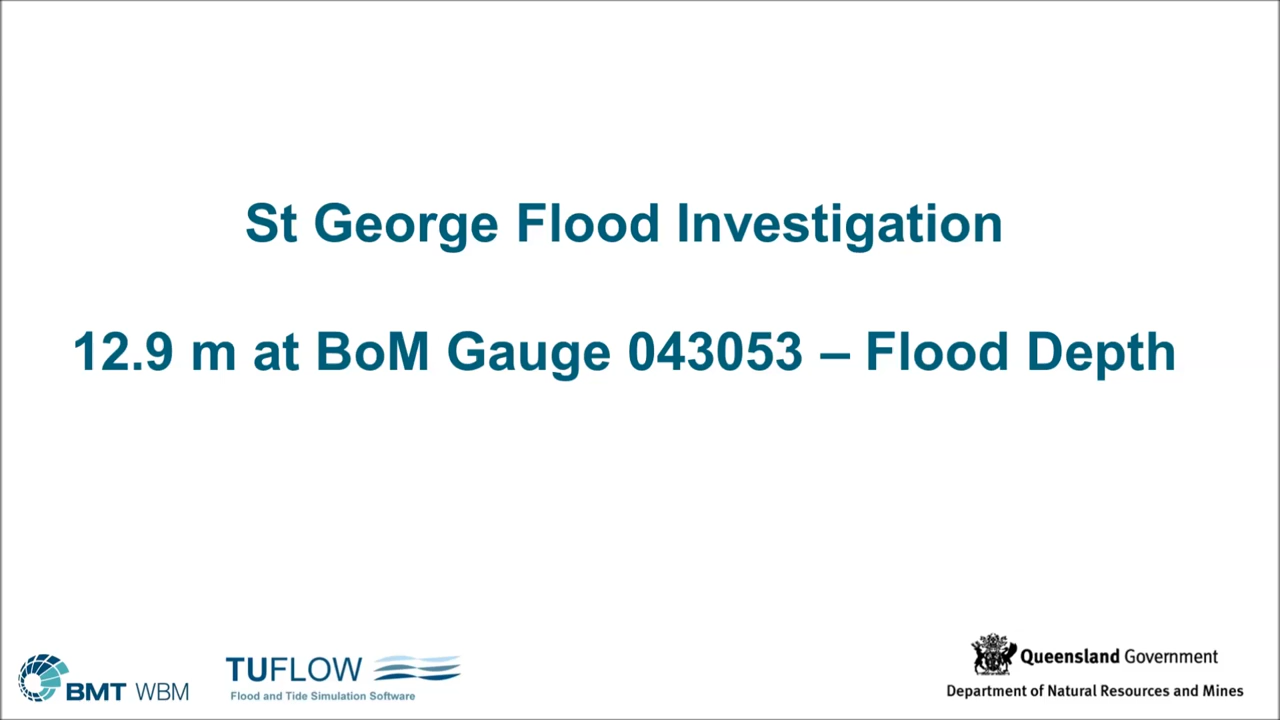 St George Flood Investigation
12.9 m at BoM Gauge 043053 – Flood Depth
BMT WBM
TUFLOW
Flood and Tide Simulation Software
Queensland Government
Department of Natural Resources and Mines